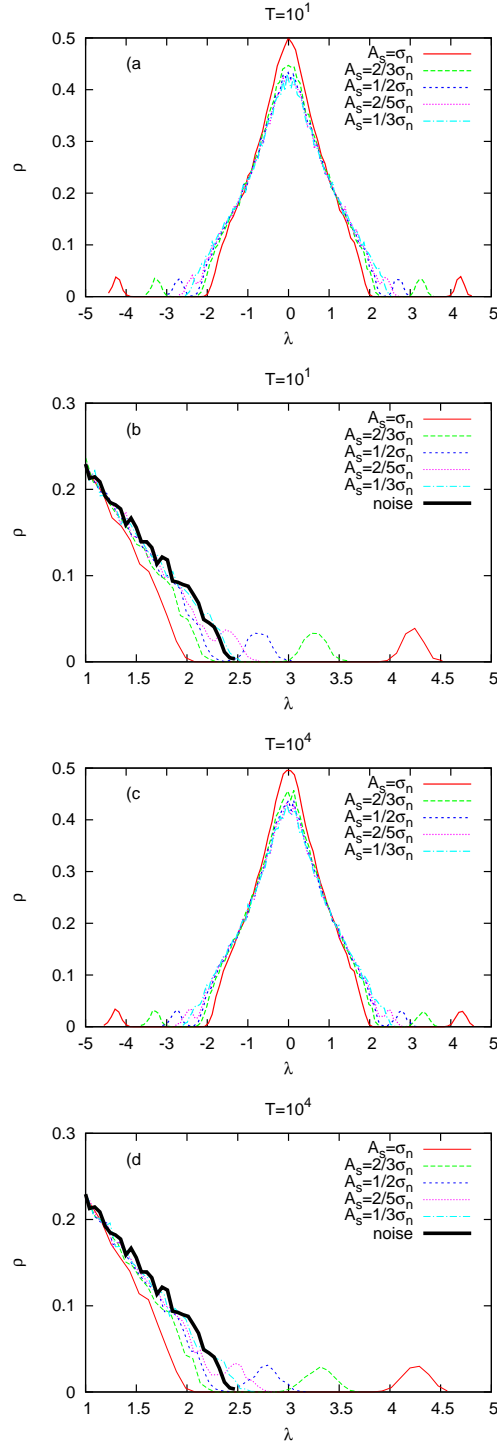 T=10^1
(a
A_s=σ_n
A_s=2/3σ_n
A_s=1/2σ_n
A_s=2/5σ_n
A_s=1/3σ_n
0.5
0.4
0.3
0.2
0.1
0
ρ
-5 -4 -3 -2 -1 0 1 2 3 4 5
λ
T=10^1
(b
A_s=σ_n
A_s=2/3σ_n
A_s=1/2σ_n
A_s=2/5σ_n
A_s=1/3σ_n
noise
0.3
0.2
0.1
0
ρ
1 1.5 2 2.5 3 3.5 4 4.5 5
λ
T=10^4
(c
A_s=σ_n
A_s=2/3σ_n
A_s=1/2σ_n
A_s=2/5σ_n
A_s=1/3σ_n
0.5
0.4
0.3
0.2
0.1
0
ρ
-5 -4 -3 -2 -1 0 1 2 3 4 5
λ
T=10^4
(d
A_s=σ_n
A_s=2/3σ_n
A_s=1/2σ_n
A_s=2/5σ_n
A_s=1/3σ_n
noise
0.3
0.2
0.1
0
ρ
1 1.5 2 2.5 3 3.5 4 4.5 5
λ